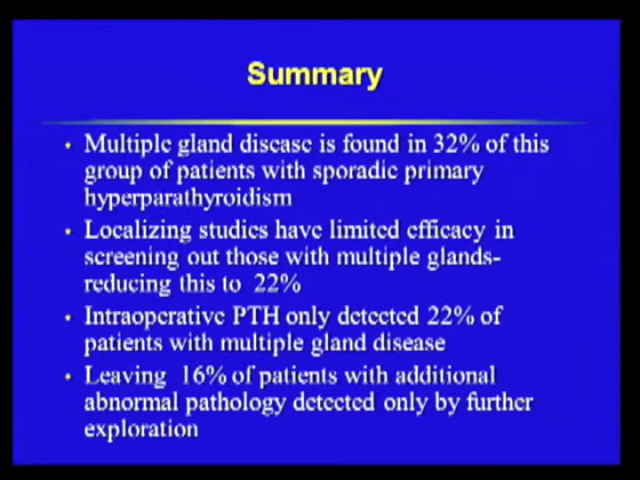 Summary
• Multiple gland disease is found in 32% of this
group of patients with sporadic primary
hyperparathyroidism
• Localizing studies have limited efficacy in
screening out those with multiple glands-
reducing this to 22%
• Intraoperative PTH only detected 22% of
patients with multiple gland disease
• Leaving 16% of patients with additional
abnormal pathology detected only by further
exploration